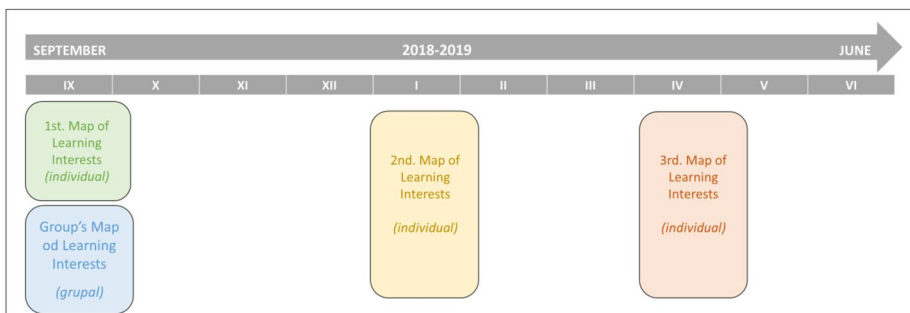 SEPTEMBER 2018-2019 JUNE
IX X XI XII I II III IV V VI
1st. Map of
Learning
Interests
(individual)
Group's Map
od Learning
Interests
(grupal)
2nd. Map of
Learning
Interests
(individual)
3rd. Map of
Learning
Interests
(individual)